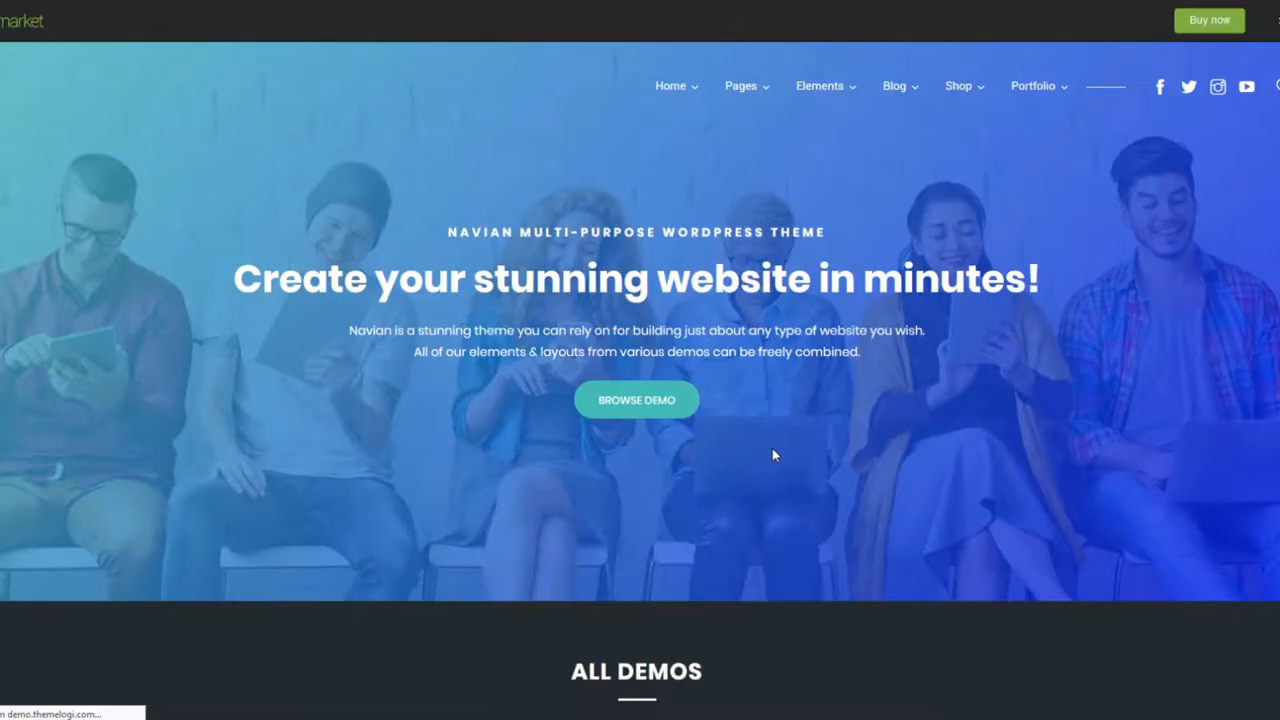 market
Buy now
Home Pages Elements Blog Shop Portfolio
NAVIAN MULTI-PURPOSE WORDPRESS THEME
Create your stunning website in minutes!
Navian is a stunning theme you can rely on for building just about any type of website you wish.
All of our elements & layouts from various demos can be freely combined.
BROWSE DEMO
ALL DEMOS
n demo.themelogi.com...